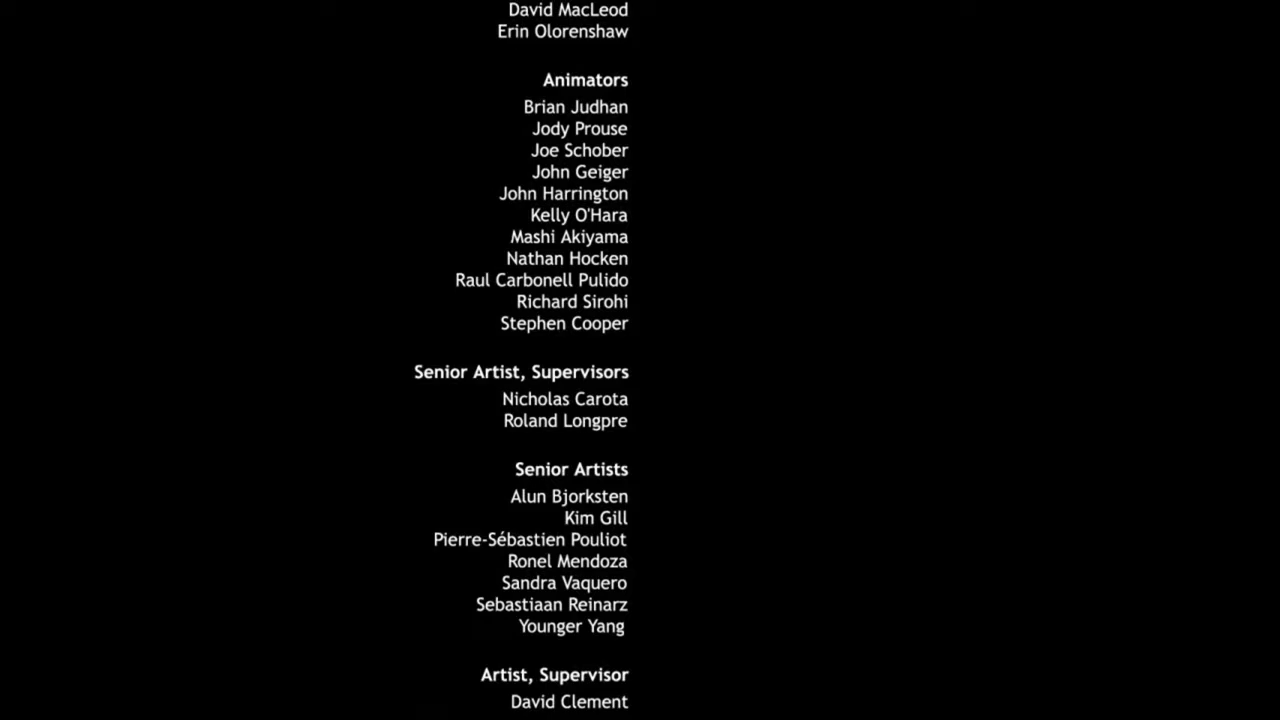 David MacLeod
Erin Olorenshaw
Animators
Brian Judhan
Jody Prouse
Joe Schober
John Geiger
John Harrington
Kelly O'Hara
Mashi Akiyama
Nathan Hocken
Raul Carbonell Pulido
Richard Sirohi
Stephen Cooper
Senior Artist, Supervisors
Nicholas Carota
Roland Longpre
Senior Artists
Alun Bjorksten
Kim Gill
Pierre-Sébastien Pouliot
Ronel Mendoza
Sandra Vaquero
Sebastiaan Reinarz
Younger Yang
Artist, Supervisor
David Clement